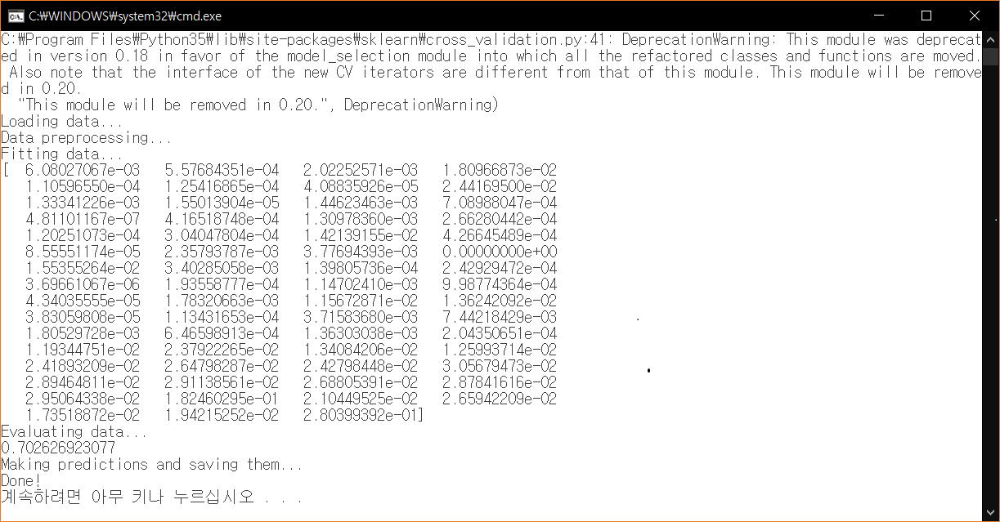 C:₩WINDOWS₩system32₩cmd.exe
C:₩Program Files₩Python35₩lib₩site-packages₩sklearn₩cross_validation.py:41: DeprecationWarning: This module was deprecat
ed in version 0.18 in favor of the model_selection module into which all the refactored classes and functions are moved.
 Also note that the interface of the new CV iterators are different from that of this module. This module will be remove
d in 0.20.
  "This module will be removed in 0.20.", DeprecationWarning)
Loading data...
Data preprocessing...
Fitting data...
[  6.08027067e-03   5.57684351e-04   2.02252571e-03   1.80966873e-02
   1.10596550e-04   1.25416865e-04   4.08835926e-05   2.44169500e-02
   1.33341226e-03   1.55013904e-05   1.44623463e-03   7.08988047e-04
   4.81101167e-07   4.16518748e-04   1.30978360e-03   2.66280442e-04
   1.20251073e-04   3.04047804e-04   1.42139155e-02   4.26645489e-04
   8.55551174e-05   2.35793787e-03   3.77694393e-03   0.00000000e+00
   1.55355264e-02   3.40285058e-03   1.39805736e-04   2.42929472e-04
   3.69661067e-06   1.93558777e-04   1.14702410e-03   9.98774364e-04
   4.34035555e-05   1.78320663e-03   1.15672871e-02   1.36242092e-02
   3.83059808e-05   1.13431653e-04   3.71583680e-03   7.44218429e-03
   1.80529728e-03   6.46598913e-04   1.36303038e-03   2.04350651e-04
   1.19344751e-02   2.37922265e-02   1.34084206e-02   1.25993714e-02
   2.41893209e-02   2.64798287e-02   2.42798448e-02   3.05679473e-02
   2.89464811e-02   2.91138561e-02   2.68805391e-02   2.87841616e-02
   2.95064338e-02   1.82460295e-01   2.10449525e-02   2.65942209e-02
   1.73518872e-02   1.94215252e-02   2.80399392e-01]
Evaluating data...
0.702626923077
Making predictions and saving them...
Done!
계속하려면 아무 키나 누르십시오 . . .